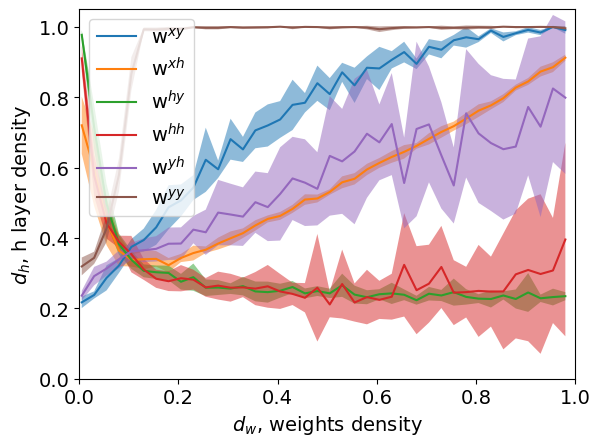 1.0
0.8
0.6
0.4
0.2
0.0
d_h, h layer density
w^{xy}
w^{xh}
w^{hy}
w^{hh}
w^{yh}
w^{yy}
0.0 0.2 0.4 0.6 0.8 1.0
d_w, weights density